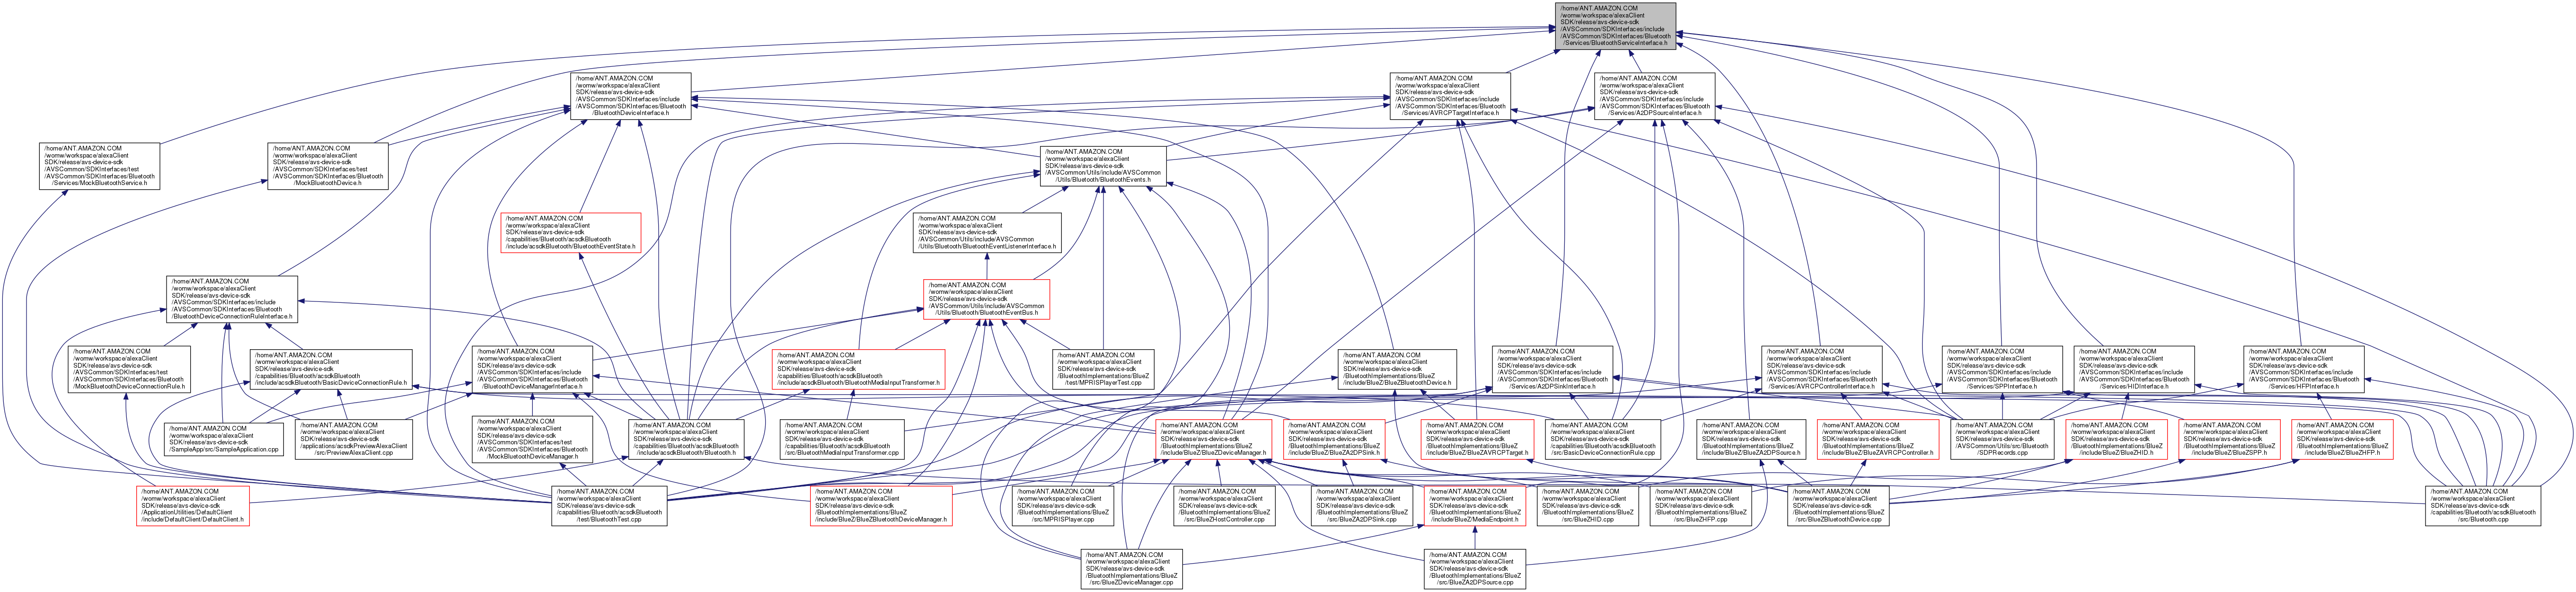 /home/ANT.AMAZON.COM
/womw/workspace/alexaClient
SDK/release/avs-device-sdk
/AVSCommon/SDKInterfaces/include
/AVSCommon/SDKInterfaces/Bluetooth
/Services/BluetoothServiceInterface.h
/home/ANT.AMAZON.COM
/womw/workspace/alexaClient
SDK/release/avs-device-sdk
/AVSCommon/SDKInterfaces/include
/AVSCommon/SDKInterfaces/Bluetooth
/BluetoothDeviceInterface.h
/home/ANT.AMAZON.COM
/womw/workspace/alexaClient
SDK/release/avs-device-sdk
/AVSCommon/SDKInterfaces/include
/AVSCommon/SDKInterfaces/Bluetooth
/Services/AVRCPTargetInterface.h
/home/ANT.AMAZON.COM
/womw/workspace/alexaClient
SDK/release/avs-device-sdk
/AVSCommon/SDKInterfaces/include
/AVSCommon/SDKInterfaces/Bluetooth
/Services/A2DPSourceInterface.h
/home/ANT.AMAZON.COM
/womw/workspace/alexaClient
SDK/release/avs-device-sdk
/AVSCommon/SDKInterfaces/test
/AVSCommon/SDKInterfaces/Bluetooth
/Services/MockBluetoothService.h
/home/ANT.AMAZON.COM
/womw/workspace/alexaClient
SDK/release/avs-device-sdk
/AVSCommon/SDKInterfaces/test
/AVSCommon/SDKInterfaces/Bluetooth
/MockBluetoothDevice.h
/home/ANT.AMAZON.COM
/womw/workspace/alexaClient
SDK/release/avs-device-sdk
/AVSCommon/Utils/include/AVSCommon
/Utils/Bluetooth/BluetoothEvents.h
/home/ANT.AMAZON.COM
/womw/workspace/alexaClient
SDK/release/avs-device-sdk
/capabilities/Bluetooth/acsdkBluetooth
/include/acsdkBluetooth/BluetoothEventState.h
/home/ANT.AMAZON.COM
/womw/workspace/alexaClient
SDK/release/avs-device-sdk
/AVSCommon/Utils/include/AVSCommon
/Utils/Bluetooth/BluetoothEventListenerInterface.h
/home/ANT.AMAZON.COM
/womw/workspace/alexaClient
SDK/release/avs-device-sdk
/AVSCommon/SDKInterfaces/include
/AVSCommon/SDKInterfaces/Bluetooth
/BluetoothDeviceConnectionRuleInterface.h
/home/ANT.AMAZON.COM
/womw/workspace/alexaClient
SDK/release/avs-device-sdk
/AVSCommon/Utils/include/AVSCommon
/Utils/Bluetooth/BluetoothEventBus.h
/home/ANT.AMAZON.COM
/womw/workspace/alexaClient
SDK/release/avs-device-sdk
/AVSCommon/SDKInterfaces/test
/AVSCommon/SDKInterfaces/Bluetooth
/MockBluetoothDeviceConnectionRule.h
/home/ANT.AMAZON.COM
/womw/workspace/alexaClient
SDK/release/avs-device-sdk
/capabilities/Bluetooth/acsdkBluetooth
/include/acsdkBluetooth/BasicDeviceConnectionRule.h
/home/ANT.AMAZON.COM
/womw/workspace/alexaClient
SDK/release/avs-device-sdk
/AVSCommon/SDKInterfaces/include
/AVSCommon/SDKInterfaces/Bluetooth
/BluetoothDeviceManagerInterface.h
/home/ANT.AMAZON.COM
/womw/workspace/alexaClient
SDK/release/avs-device-sdk
/capabilities/Bluetooth/acsdkBluetooth
/include/acsdkBluetooth/BluetoothMediaInputTransformer.h
/home/ANT.AMAZON.COM
/womw/workspace/alexaClient
SDK/release/avs-device-sdk
/BluetoothImplementations/BlueZ
/test/MPRISPlayerTest.cpp
/home/ANT.AMAZON.COM
/womw/workspace/alexaClient
SDK/release/avs-device-sdk
/BluetoothImplementations/BlueZ
/include/BlueZ/BlueZBluetoothDevice.h
/home/ANT.AMAZON.COM
/womw/workspace/alexaClient
SDK/release/avs-device-sdk
/AVSCommon/SDKInterfaces/include
/AVSCommon/SDKInterfaces/Bluetooth
/Services/A2DPSinkInterface.h
/home/ANT.AMAZON.COM
/womw/workspace/alexaClient
SDK/release/avs-device-sdk
/AVSCommon/SDKInterfaces/include
/AVSCommon/SDKInterfaces/Bluetooth
/Services/AVRCPControllerInterface.h
/home/ANT.AMAZON.COM
/womw/workspace/alexaClient
SDK/release/avs-device-sdk
/AVSCommon/SDKInterfaces/include
/AVSCommon/SDKInterfaces/Bluetooth
/Services/SPPInterface.h
/home/ANT.AMAZON.COM
/womw/workspace/alexaClient
SDK/release/avs-device-sdk
/AVSCommon/SDKInterfaces/include
/AVSCommon/SDKInterfaces/Bluetooth
/Services/HIDInterface.h
/home/ANT.AMAZON.COM
/womw/workspace/alexaClient
SDK/release/avs-device-sdk
/AVSCommon/SDKInterfaces/include
/AVSCommon/SDKInterfaces/Bluetooth
/Services/HFPInterface.h
/home/ANT.AMAZON.COM
/womw/workspace/alexaClient
SDK/release/avs-device-sdk
/SampleApp/src/SampleApplication.cpp
/home/ANT.AMAZON.COM
/womw/workspace/alexaClient
SDK/release/avs-device-sdk
/applications/acsdkPreviewAlexaClient
/src/PreviewAlexaClient.cpp
/home/ANT.AMAZON.COM
/womw/workspace/alexaClient
SDK/release/avs-device-sdk
/AVSCommon/SDKInterfaces/test
/AVSCommon/SDKInterfaces/Bluetooth
/MockBluetoothDeviceManager.h
/home/ANT.AMAZON.COM
/womw/workspace/alexaClient
SDK/release/avs-device-sdk
/capabilities/Bluetooth/acsdkBluetooth
/include/acsdkBluetooth/Bluetooth.h
/home/ANT.AMAZON.COM
/womw/workspace/alexaClient
SDK/release/avs-device-sdk
/capabilities/Bluetooth/acsdkBluetooth
/src/BluetoothMediaInputTransformer.cpp
/home/ANT.AMAZON.COM
/womw/workspace/alexaClient
SDK/release/avs-device-sdk
/BluetoothImplementations/BlueZ
/include/BlueZ/BlueZDeviceManager.h
/home/ANT.AMAZON.COM
/womw/workspace/alexaClient
SDK/release/avs-device-sdk
/BluetoothImplementations/BlueZ
/include/BlueZ/BlueZA2DPSink.h
/home/ANT.AMAZON.COM
/womw/workspace/alexaClient
SDK/release/avs-device-sdk
/BluetoothImplementations/BlueZ
/include/BlueZ/BlueZAVRCPTarget.h
/home/ANT.AMAZON.COM
/womw/workspace/alexaClient
SDK/release/avs-device-sdk
/capabilities/Bluetooth/acsdkBluetooth
/src/BasicDeviceConnectionRule.cpp
/home/ANT.AMAZON.COM
/womw/workspace/alexaClient
SDK/release/avs-device-sdk
/BluetoothImplementations/BlueZ
/include/BlueZ/BlueZA2DPSource.h
/home/ANT.AMAZON.COM
/womw/workspace/alexaClient
SDK/release/avs-device-sdk
/BluetoothImplementations/BlueZ
/include/BlueZ/BlueZAVRCPController.h
/home/ANT.AMAZON.COM
/womw/workspace/alexaClient
SDK/release/avs-device-sdk
/AVSCommon/Utils/src/Bluetooth
/SDPRecords.cpp
/home/ANT.AMAZON.COM
/womw/workspace/alexaClient
SDK/release/avs-device-sdk
/BluetoothImplementations/BlueZ
/include/BlueZ/BlueZHID.h
/home/ANT.AMAZON.COM
/womw/workspace/alexaClient
SDK/release/avs-device-sdk
/BluetoothImplementations/BlueZ
/include/BlueZ/BlueZSPP.h
/home/ANT.AMAZON.COM
/womw/workspace/alexaClient
SDK/release/avs-device-sdk
/BluetoothImplementations/BlueZ
/include/BlueZ/BlueZHFP.h
/home/ANT.AMAZON.COM
/womw/workspace/alexaClient
SDK/release/avs-device-sdk
/ApplicationUtilities/DefaultClient
/include/DefaultClient/DefaultClient.h
/home/ANT.AMAZON.COM
/womw/workspace/alexaClient
SDK/release/avs-device-sdk
/capabilities/Bluetooth/acsdkBluetooth
/test/BluetoothTest.cpp
/home/ANT.AMAZON.COM
/womw/workspace/alexaClient
SDK/release/avs-device-sdk
/BluetoothImplementations/BlueZ
/include/BlueZ/BlueZBluetoothDeviceManager.h
/home/ANT.AMAZON.COM
/womw/workspace/alexaClient
SDK/release/avs-device-sdk
/BluetoothImplementations/BlueZ
/src/MPRISPlayer.cpp
/home/ANT.AMAZON.COM
/womw/workspace/alexaClient
SDK/release/avs-device-sdk
/BluetoothImplementations/BlueZ
/src/BlueZHostController.cpp
/home/ANT.AMAZON.COM
/womw/workspace/alexaClient
SDK/release/avs-device-sdk
/BluetoothImplementations/BlueZ
/src/BlueZA2DPSink.cpp
/home/ANT.AMAZON.COM
/womw/workspace/alexaClient
SDK/release/avs-device-sdk
/BluetoothImplementations/BlueZ
/include/BlueZ/MediaEndpoint.h
/home/ANT.AMAZON.COM
/womw/workspace/alexaClient
SDK/release/avs-device-sdk
/BluetoothImplementations/BlueZ
/src/BlueZHID.cpp
/home/ANT.AMAZON.COM
/womw/workspace/alexaClient
SDK/release/avs-device-sdk
/BluetoothImplementations/BlueZ
/src/BlueZHFP.cpp
/home/ANT.AMAZON.COM
/womw/workspace/alexaClient
SDK/release/avs-device-sdk
/BluetoothImplementations/BlueZ
/src/BlueZBluetoothDevice.cpp
/home/ANT.AMAZON.COM
/womw/workspace/alexaClient
SDK/release/avs-device-sdk
/capabilities/Bluetooth/acsdkBluetooth
/src/Bluetooth.cpp
/home/ANT.AMAZON.COM
/womw/workspace/alexaClient
SDK/release/avs-device-sdk
/BluetoothImplementations/BlueZ
/src/BlueZDeviceManager.cpp
/home/ANT.AMAZON.COM
/womw/workspace/alexaClient
SDK/release/avs-device-sdk
/BluetoothImplementations/BlueZ
/src/BlueZA2DPSource.cpp